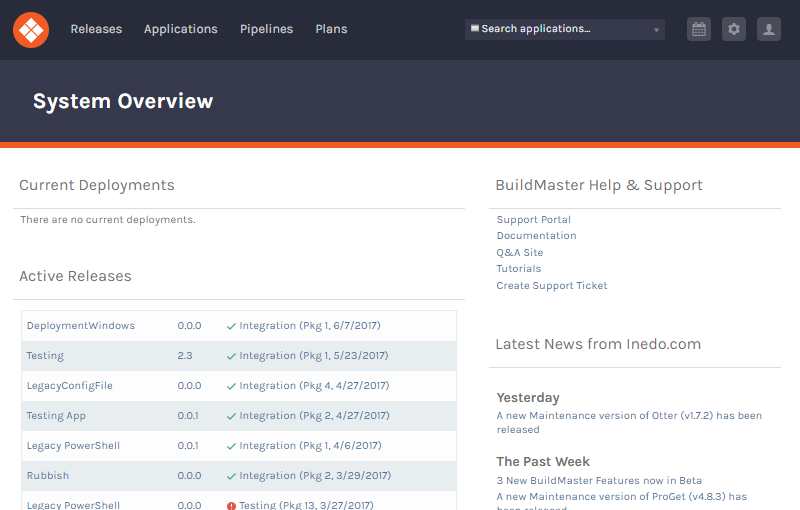 Releases Applications Pipelines Plans Search applications...
System Overview
Current Deployments
There are no current deployments.
Active Releases
DeploymentWindows 0.0.0 Integration (Pkg 1, 6/7/2017)
Testing 2.3 Integration (Pkg 1, 5/23/2017)
LegacyConfigFile 0.0.0 Integration (Pkg 4, 4/27/2017)
Testing App 0.0.1 Integration (Pkg 2, 4/27/2017)
Legacy PowerShell 0.0.1 Integration (Pkg 1, 4/6/2017)
Rubbish 0.0.0 Integration (Pkg 2, 3/29/2017)
Legacy PowerShell 0.0.0 Testing (Pkg 13, 3/27/2017)
BuildMaster Help & Support
Support Portal
Documentation
Q&A Site
Tutorials
Create Support Ticket
Latest News from Inedo.com
Yesterday
A new Maintenance version of Otter (v1.7.2) has been
released
The Past Week
3 New BuildMaster Features now in Beta
A new Maintenance version of ProGet (v4.8.3) has
been released